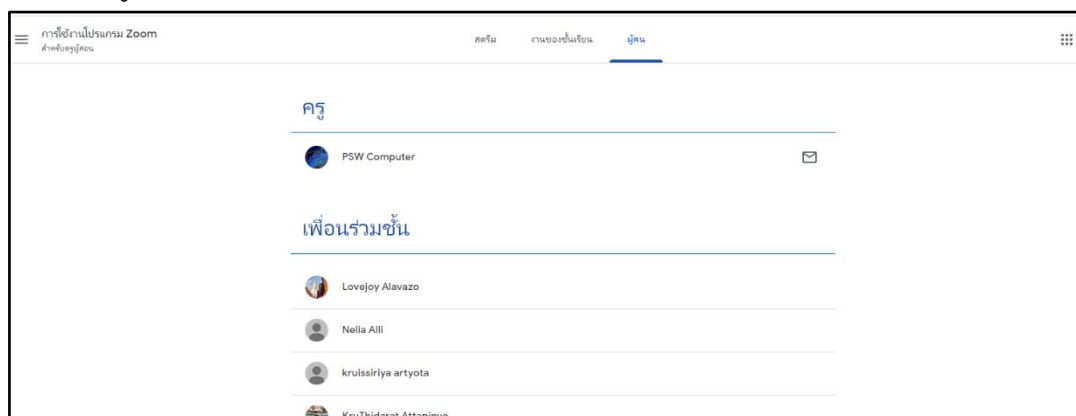 การใช้งานโปรแกรม Zoom
สำหรับครูผู้สอน
สตรีม งานของชั้นเรียน ผู้คน
ครู
PSW Computer
เพื่อนร่วมชั้น
Lovejoy Alavazo
Nelia Alli
kruissiriya artyota
KruThidarat Attapinyo